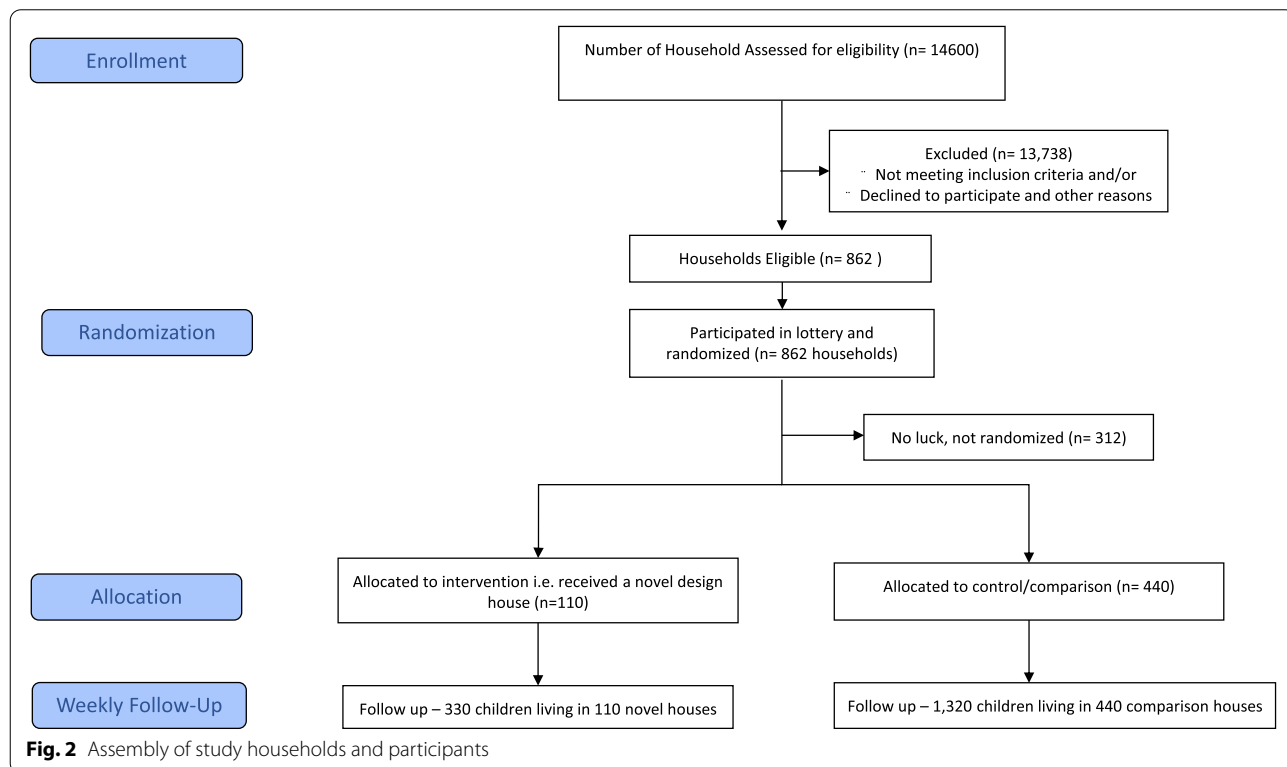 Enrollment
Number of Household Assessed for eligibility (n= 14600)
Excluded (n= 13,738)
¨ Not meeting inclusion criteria and/or
¨ Declined to participate and other reasons
Households Eligible (n= 862 )
Randomization
Participated in lottery and
randomized (n= 862 households)
No luck, not randomized (n= 312)
Allocation
Allocated to intervention i.e. received a novel design
house (n=110)
Allocated to control/comparison (n= 440)
Weekly Follow-Up
Follow up – 330 children living in 110 novel houses
Follow up – 1,320 children living in 440 comparison houses
Fig. 2 Assembly of study households and participants